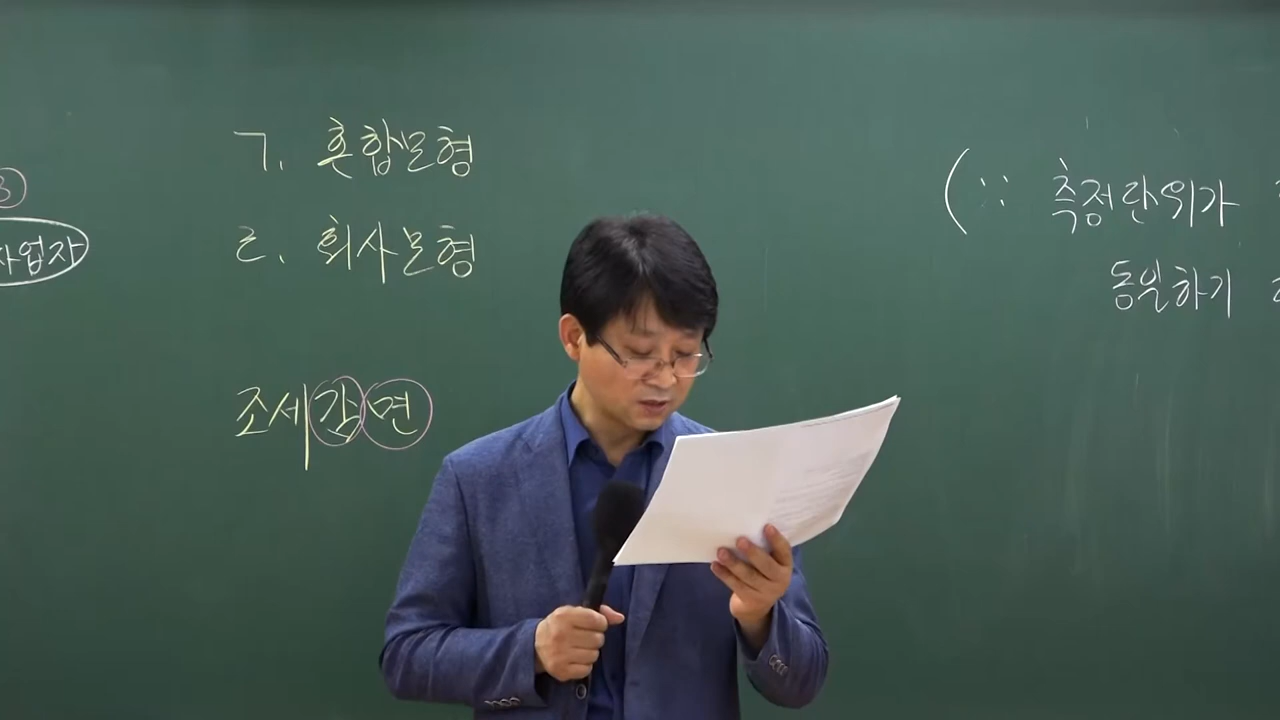 ③
사업자
ㄱ. 혼합모형
ㄹ. 회사모형
조세감면
(∵ 측정단위가
동일하기